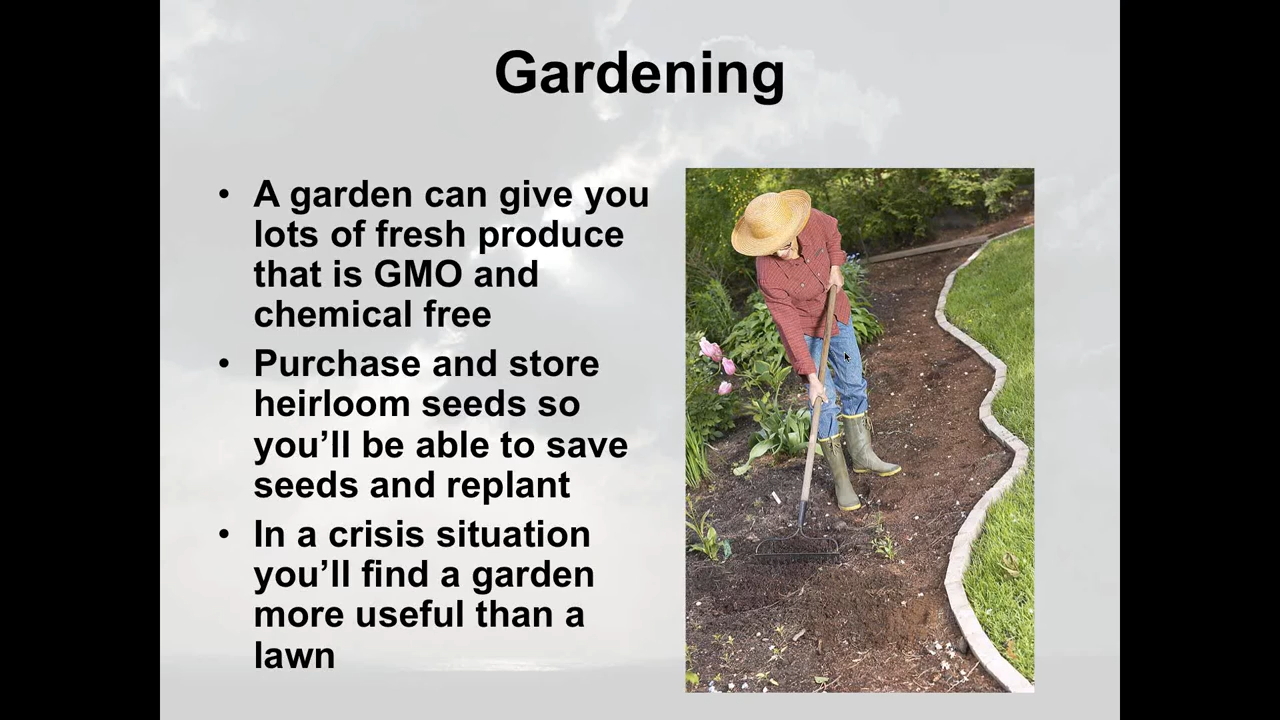 Gardening
• A garden can give you
lots of fresh produce
that is GMO and
chemical free
• Purchase and store
heirloom seeds so
you’ll be able to save
seeds and replant
• In a crisis situation
you’ll find a garden
more useful than a
lawn